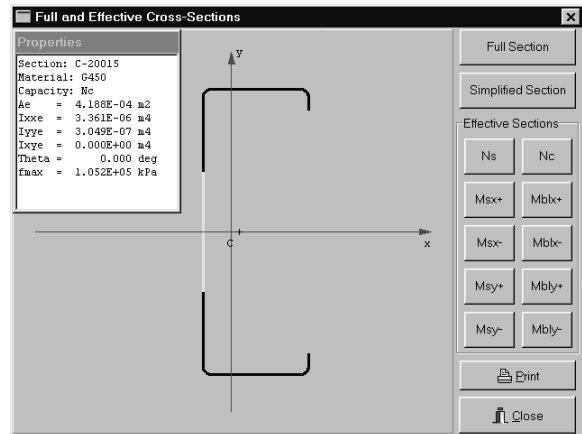 Full and Effective Cross-Sections
Properties
Section: C-20015
Material: G450
Capacity: Nc
Ae = 4.188E-04 m2
Ixxe = 3.361E-06 m4
Iyye = 3.049E-07 m4
Ixye = 0.000E+00 m4
Theta = 0.000 deg
fmax = 1.052E+05 kPa
y
C
x
Full Section
Simplified Section
Effective Sections
Ns Nc
Msx+ Mblx+
Msx- Mblx-
Msy+ Mbly+
Msy- Mbly-
Print
Close